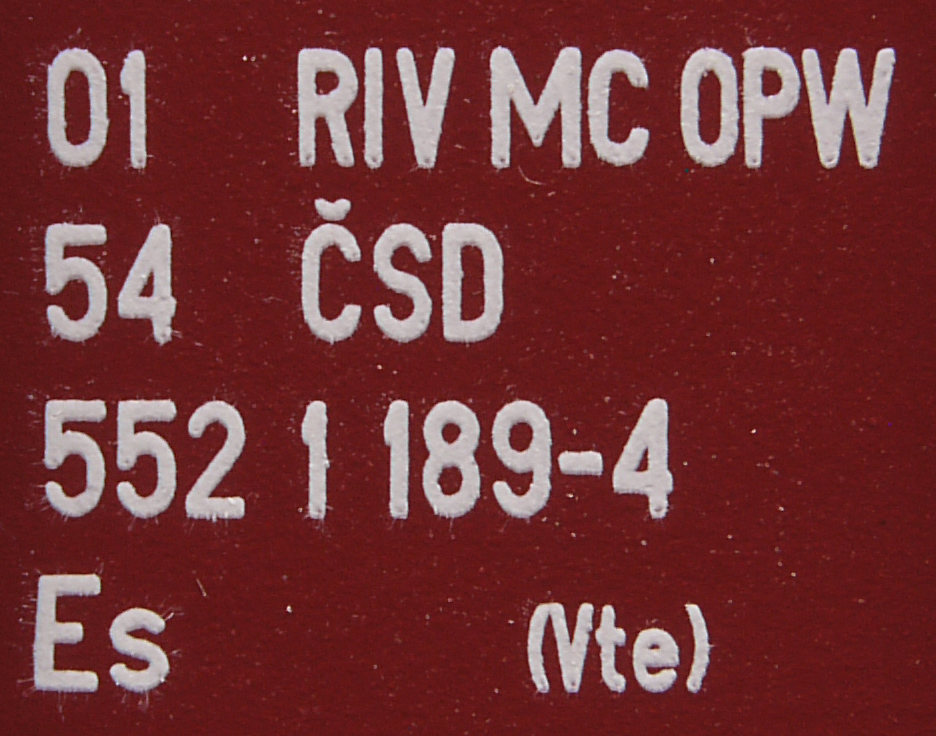 01 RIV MC OPW
54 ČSD
552 1 189-4
Es (Vte)